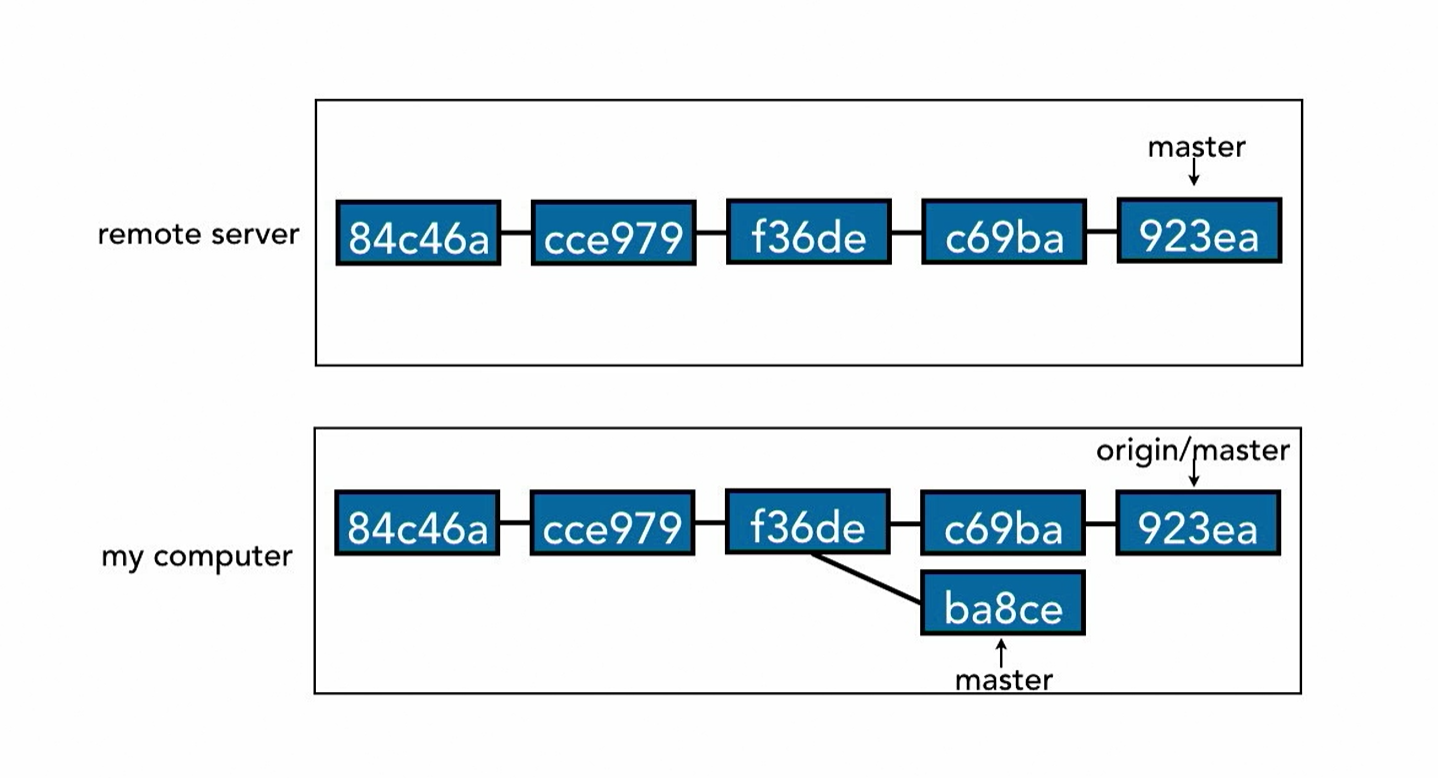 master
remote server
84c46a
cce979
f36de
c69ba
923ea
origin/master
my computer
84c46a
cce979
f36de
c69ba
923ea
ba8ce
master